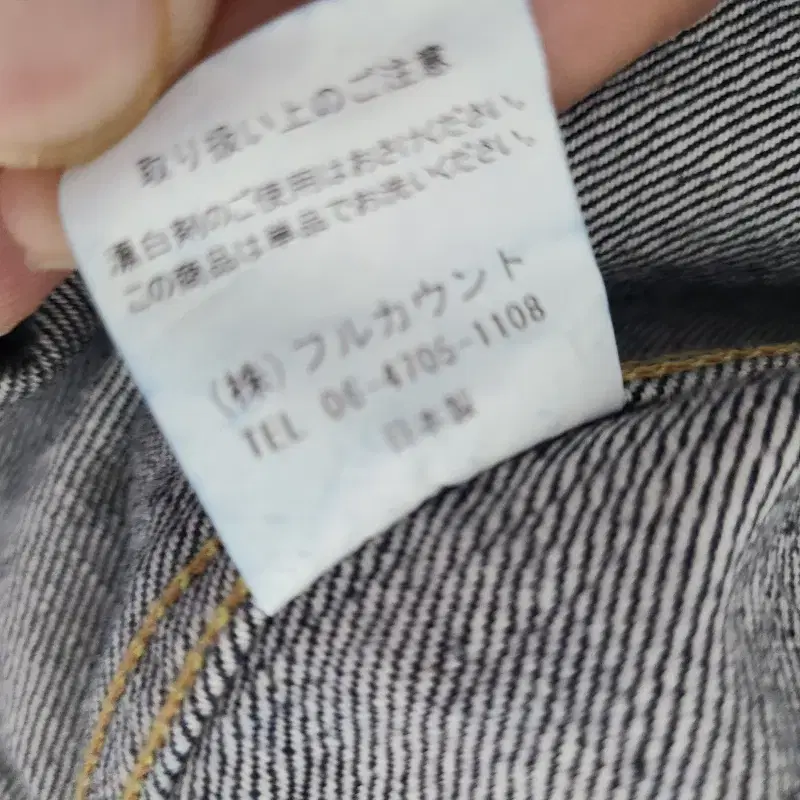 取り扱い上のご注意
漂白剤のご使用はおさけください。
この商品は単品でお洗いください。
(株)フルカウント
TEL 06-4705-1108
日本製